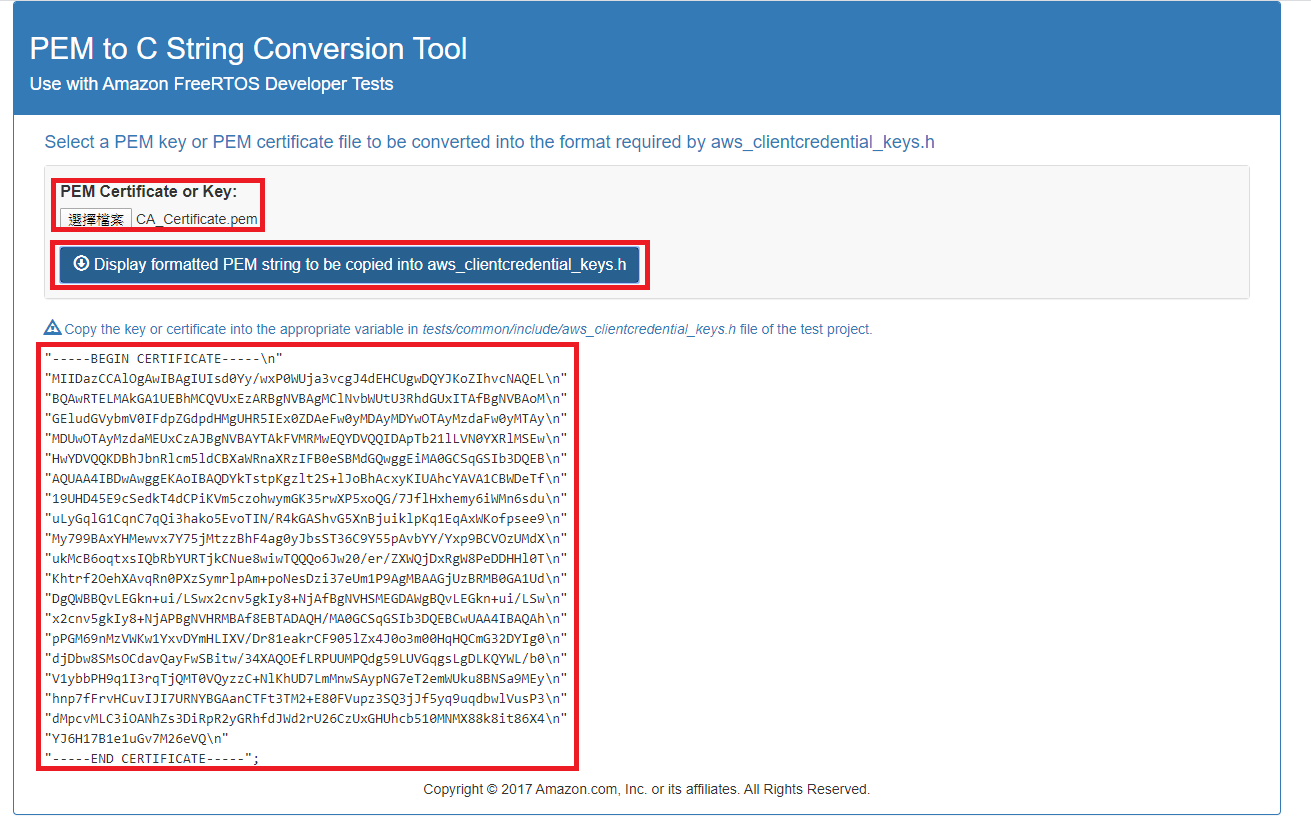 PEM to C String Conversion Tool
Use with Amazon FreeRTOS Developer Tests
Select a PEM key or PEM certificate file to be converted into the format required by aws_clientcredential_keys.h
PEM Certificate or Key:
選擇檔案 CA_Certificate.pem
Display formatted PEM string to be copied into aws_clientcredential_keys.h
Copy the key or certificate into the appropriate variable in tests/common/include/aws_clientcredential_keys.h file of the test project.
"-----BEGIN CERTIFICATE-----\n"
"MIIDazCCAlOgAwIBAgIUIsd0Yy/wxP0WUja3vcgJ4dEHCUgwDQYJKoZIhvcNAQEL\n"
"BQAwRTELMAkGA1UEBhMCQVUxEzARBgNVBAgMClNvbWUtU3RhdGUxITAfBgNVBAoM\n"
"GEludGVybmV0IFdpZGdpdHMgUHR5IEx0ZDAeFw0yMDAyMDYwOTAyMzdaFw0yMTAy\n"
"MDUwOTAyMzdaMEUxCzAJBgNVBAYTAkFVMRMwEQYDVQQIDApTb21lLVN0YXRlMSEw\n"
"HwYDVQQKDBhJbnRlcm5ldCBXaWRnaXRzIFB0eSBMdGQwggEiMA0GCSqGSIb3DQEB\n"
"AQUAA4IBDwAwggEKAoIBAQDYkTstpKgzlt2S+lJoBhAcxyKIUAhcYAVA1CBWDeTf\n"
"19UHD45E9cSedkT4dCPiKVm5czohwymGK35rwXP5xoQG/7JflHxhemy6iWMn6sdu\n"
"uLyGqlG1CqnC7qQi3hako5EvoTIN/R4kGAShvG5XnBjuiklpKq1EqAxWKofpsee9\n"
"My799BAxYHMewvx7Y75jMtzzBhF4ag0yJbsST36C9Y55pAvbYY/Yxp9BCVOzUMdX\n"
"ukMcB6oqtxsIQbRbYURTjkCNue8wiwTQQQo6Jw20/er/ZXWQjDxRgW8PeDDHHl0T\n"
"Khtrf2OehXAvqRn0PXzSymrlpAm+poNesDzi37eUm1P9AgMBAAGjUzBRMB0GA1Ud\n"
"DgQWBBQvLEGkn+ui/LSwx2cnv5gkIy8+NjAfBgNVHSMEGDAWgBQvLEGkn+ui/LSw\n"
"x2cnv5gkIy8+NjAPBgNVHRMBAf8EBTADAQH/MA0GCSqGSIb3DQEBCwUAA4IBAQAh\n"
"pPGM69nMzVWKw1YxvDYmHLIXV/Dr81eakrCF905lZx4J0o3m00HqHQCmG32DYIg0\n"
"djDbw8SMsOCdavQayFwSBitw/34XAQOEfLRPUUMPQdg59LUVGqgsLgDLKQYWL/b0\n"
"V1ybbPH9q1I3rqTjQMT0VQyzzC+NlKhUD7LmMnwSAypNG7eT2emWUku8BNSa9MEy\n"
"hnp7fFrvHCuvIJI7URNYBGAanCTFt3TM2+E80FVupz3SQ3jJf5yq9uqdbwlVusP3\n"
"dMpcvMLC3iOANhZs3DiRpR2yGRhfdJWd2rU26CzUxGHUhcb510MNMX88k8it86X4\n"
"YJ6H17B1e1uGv7M26eVQ\n"
"-----END CERTIFICATE-----";
Copyright © 2017 Amazon.com, Inc. or its affiliates. All Rights Reserved.